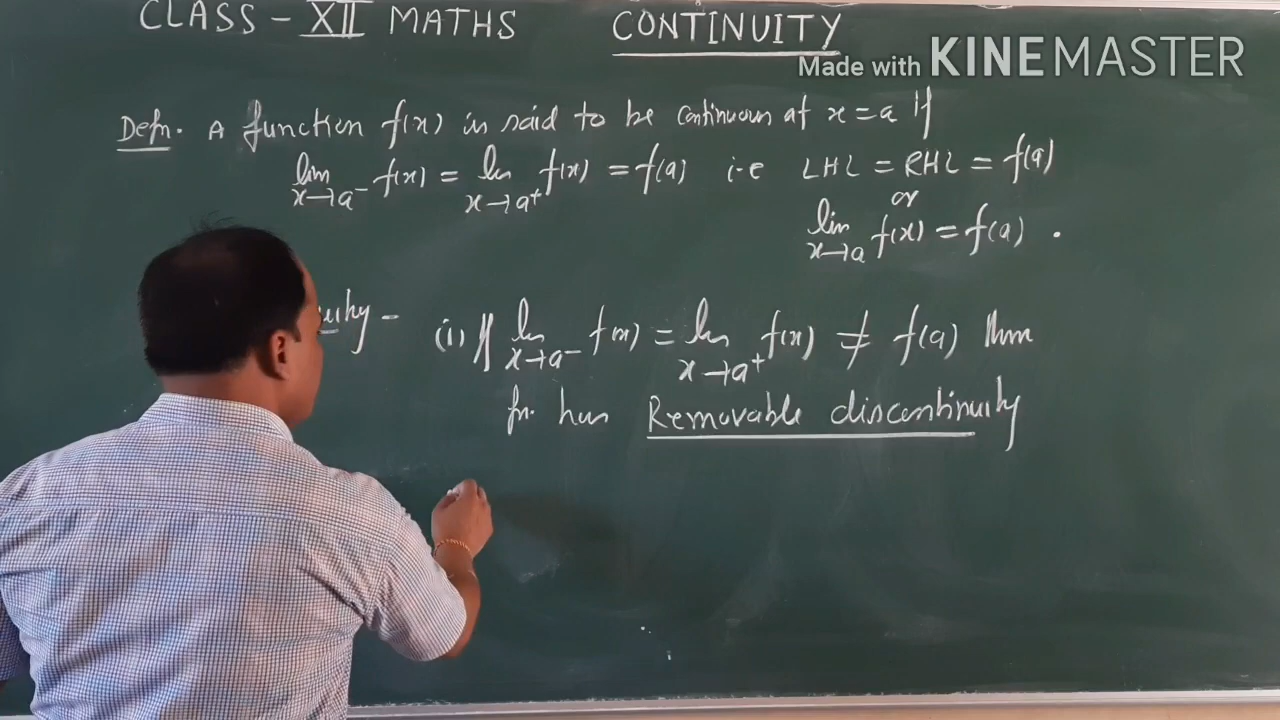 CLASS - XII MATHS CONTINUITY
Made with KINEMASTER
Defn. A function f(x) is said to be continuous at x = a if
lim x→a⁻ f(x) = lim x→a⁺ f(x) = f(a) i.e LHL = RHL = f(a)
or
lim x→a f(x) = f(a) .
- (i) If lim x→a⁻ f(x) = lim x→a⁺ f(x) ≠ f(a) then
fn. has Removable discontinuity